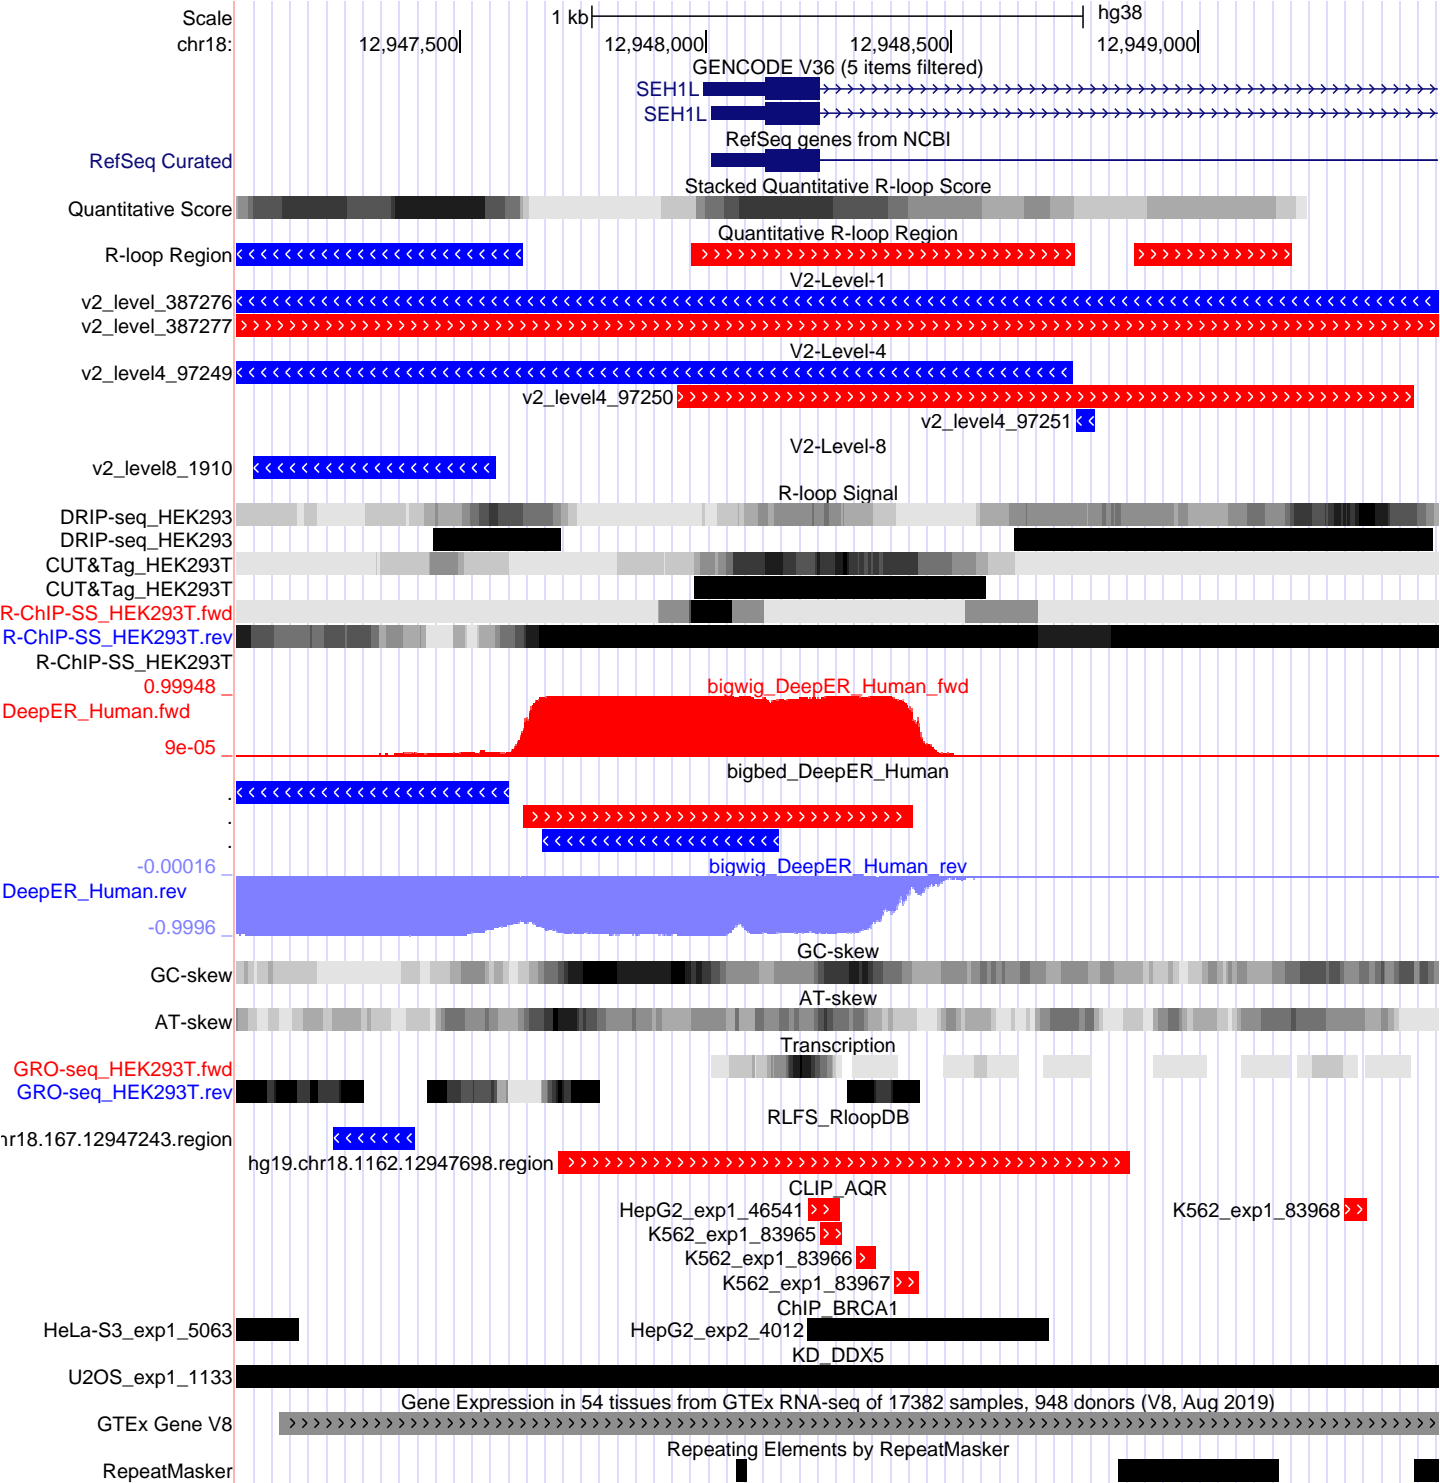 Scale 1 kb hg38
chr18: 12,947,500 12,948,000 12,948,500 12,949,000
GENCODE V36 (5 items filtered)
SEH1L
SEH1L
RefSeq genes from NCBI
RefSeq Curated
Stacked Quantitative R-loop Score
Quantitative Score
Quantitative R-loop Region
R-loop Region
V2-Level-1
v2_level_387276
v2_level_387277
V2-Level-4
v2_level4_97249
v2_level4_97250
v2_level4_97251
V2-Level-8
v2_level8_1910
R-loop Signal
DRIP-seq_HEK293
DRIP-seq_HEK293
CUT&Tag_HEK293T
CUT&Tag_HEK293T
R-ChIP-SS_HEK293T.fwd
R-ChIP-SS_HEK293T.rev
R-ChIP-SS_HEK293T
0.99948 _ bigwig_DeepER_Human_fwd
DeepER_Human.fwd
9e-05 _
bigbed_DeepER_Human
.
.
.
-0.00016 _ bigwig_DeepER_Human_rev
DeepER_Human.rev
-0.9996 _
GC-skew
GC-skew
AT-skew
AT-skew
Transcription
GRO-seq_HEK293T.fwd
GRO-seq_HEK293T.rev
RLFS_RloopDB
hr18.167.12947243.region
hg19.chr18.1162.12947698.region
CLIP_AQR
HepG2_exp1_46541 K562_exp1_83968
K562_exp1_83965
K562_exp1_83966
K562_exp1_83967
ChIP_BRCA1
HeLa-S3_exp1_5063 HepG2_exp2_4012
KD_DDX5
U2OS_exp1_1133
Gene Expression in 54 tissues from GTEx RNA-seq of 17382 samples, 948 donors (V8, Aug 2019)
GTEx Gene V8
Repeating Elements by RepeatMasker
RepeatMasker